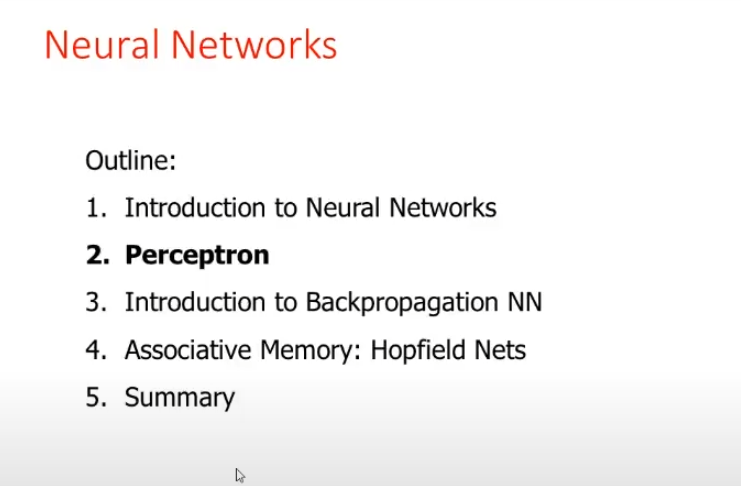 Neural Networks
Outline:
1. Introduction to Neural Networks
2. Perceptron
3. Introduction to Backpropagation NN
4. Associative Memory: Hopfield Nets
5. Summary